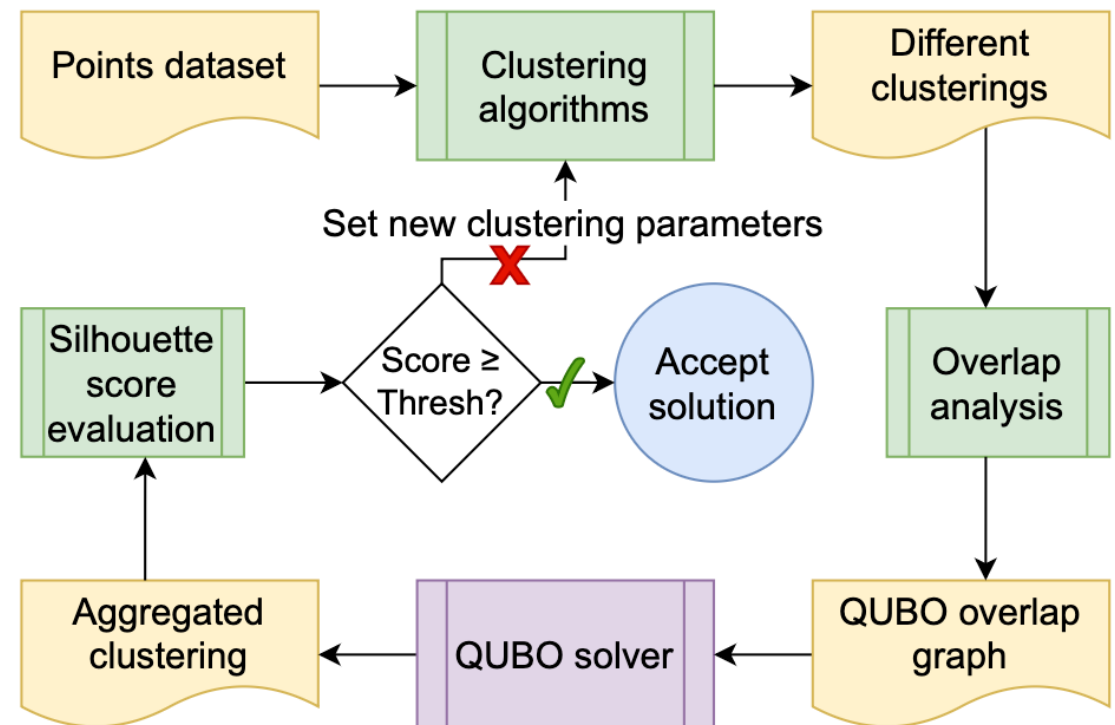 Points dataset
Clustering
algorithms
Different
clusterings
Set new clustering parameters
Silhouette
score
evaluation
Score ≥
Thresh?
Accept
solution
Overlap
analysis
Aggregated
clustering
QUBO solver
QUBO overlap
graph